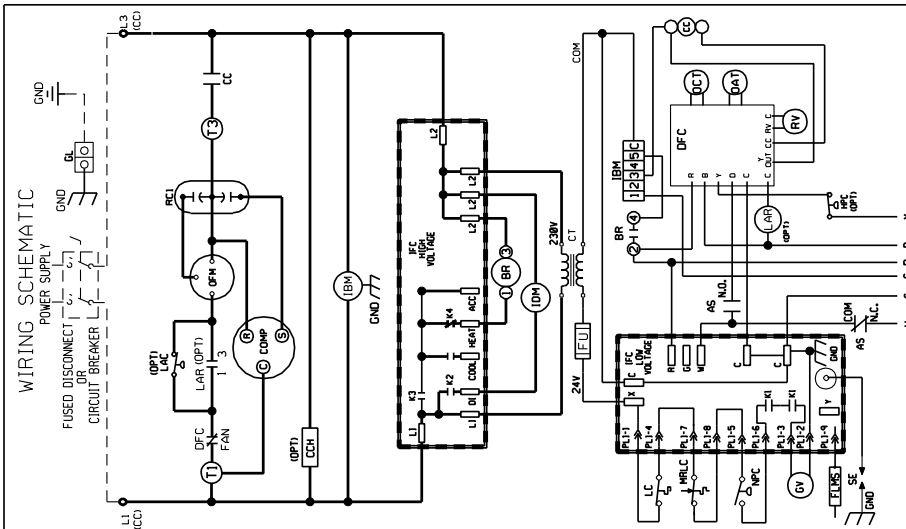 WIRING SCHEMATIC
POWER SUPPLY
FUSED DISCONNECT
OR
CIRCUIT BREAKER
GND
GL
GND
L1
(CC)
L3
(CC)
T1
DFC
FAN
(OPT)
LAC
LAR (OPT)
1 3
OFM
RC1
T3
CC
C
COMP
R
S
(OPT)
CCH
IBM
GND
IFC
HIGH
VOLTAGE
L1
L1
K3
K2
DI
COOL
HEAT
K4
ACC
L2
L2
L2
L2
1
BR
3
IDM
230V
CT
24V
FU
COM
IBM
1 2 3 4 5 C
BR
2
4
CC
OCT
OAT
DFC
R
B
Y
D
C
C
Y
OUT
CC
RV
C
RV
LAR
(OPT)
HPC
(OPT)
AS
N.O.
COM
N.C.
AS
IFC
LOW
VOLTAGE
X
C
R
G
W
C
C
GND
Y
PL1-1
PL1-4
PL1-7
PL1-8
PL1-5
PL1-6
PL1-3
PL1-2
PL1-9
K1
K1
LC
MRLC
NPC
GV
FLMS
SE
GND